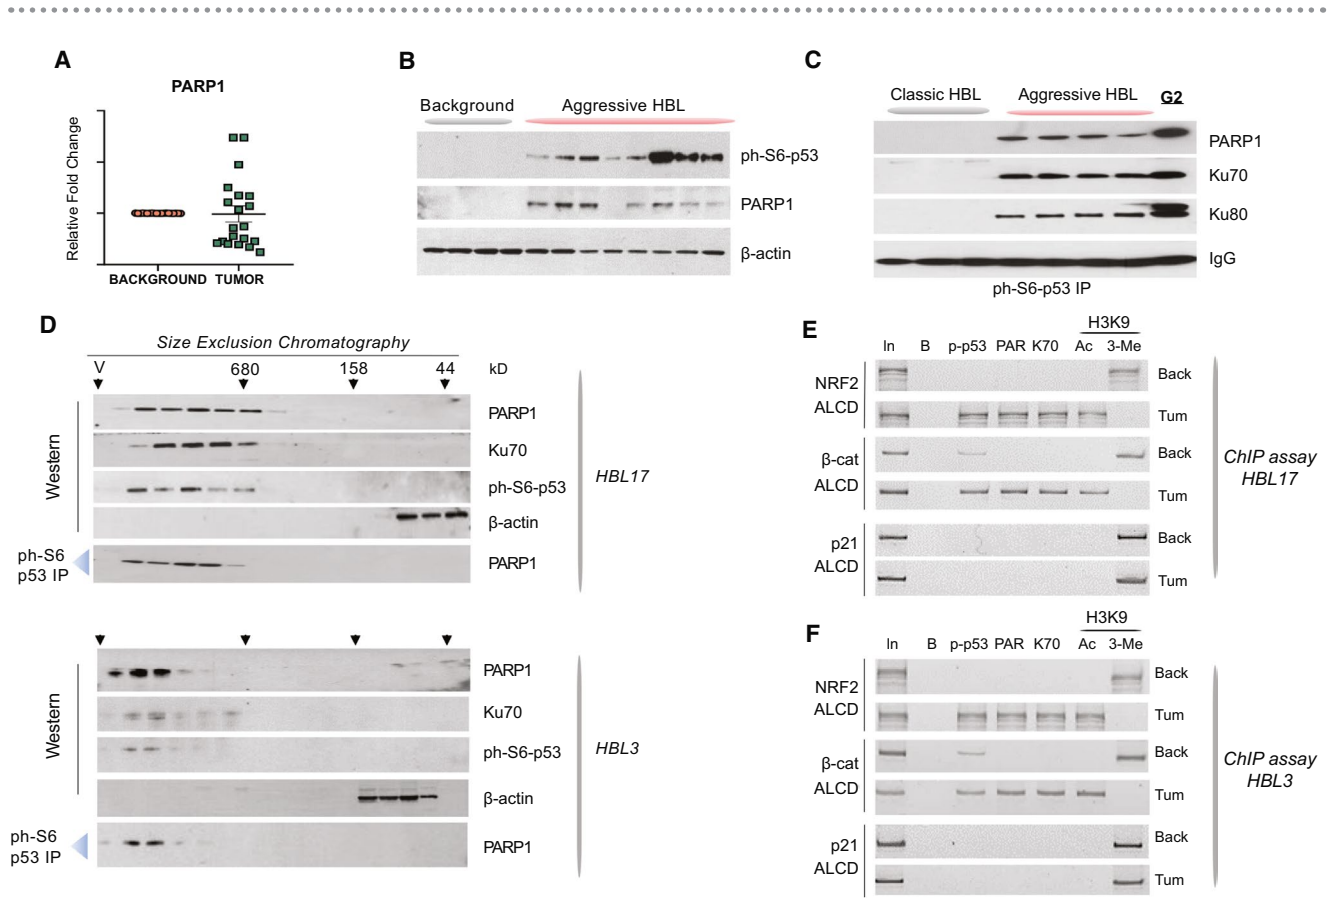 A
PARP1
Relative Fold Change
BACKGROUND TUMOR
B
Background Aggressive HBL
ph-S6-p53
PARP1
β-actin
C
Classic HBL Aggressive HBL G2
PARP1
Ku70
Ku80
IgG
ph-S6-p53 IP
D
Size Exclusion Chromatography
V 680 158 44 kD
Western
PARP1
Ku70
ph-S6-p53
β-actin
ph-S6
p53 IP
PARP1
HBL17
Western
PARP1
Ku70
ph-S6-p53
β-actin
ph-S6
p53 IP
PARP1
HBL3
E
H3K9
In B p-p53 PAR K70 Ac 3-Me
NRF2
ALCD
Back
Tum
β-cat
ALCD
Back
Tum
p21
ALCD
Back
Tum
ChIP assay
HBL17
F
H3K9
In B p-p53 PAR K70 Ac 3-Me
NRF2
ALCD
Back
Tum
β-cat
ALCD
Back
Tum
p21
ALCD
Back
Tum
ChIP assay
HBL3